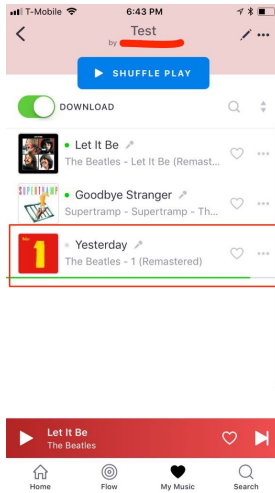 T-Mobile 6:43 PM
Test
by
SHUFFLE PLAY
DOWNLOAD
Let It Be
The Beatles - Let It Be (Remast...
SUPERTRAMP
Goodbye Stranger
Supertramp - Supertramp - Th...
1
Yesterday
The Beatles - 1 (Remastered)
Let It Be
The Beatles
Home Flow My Music Search